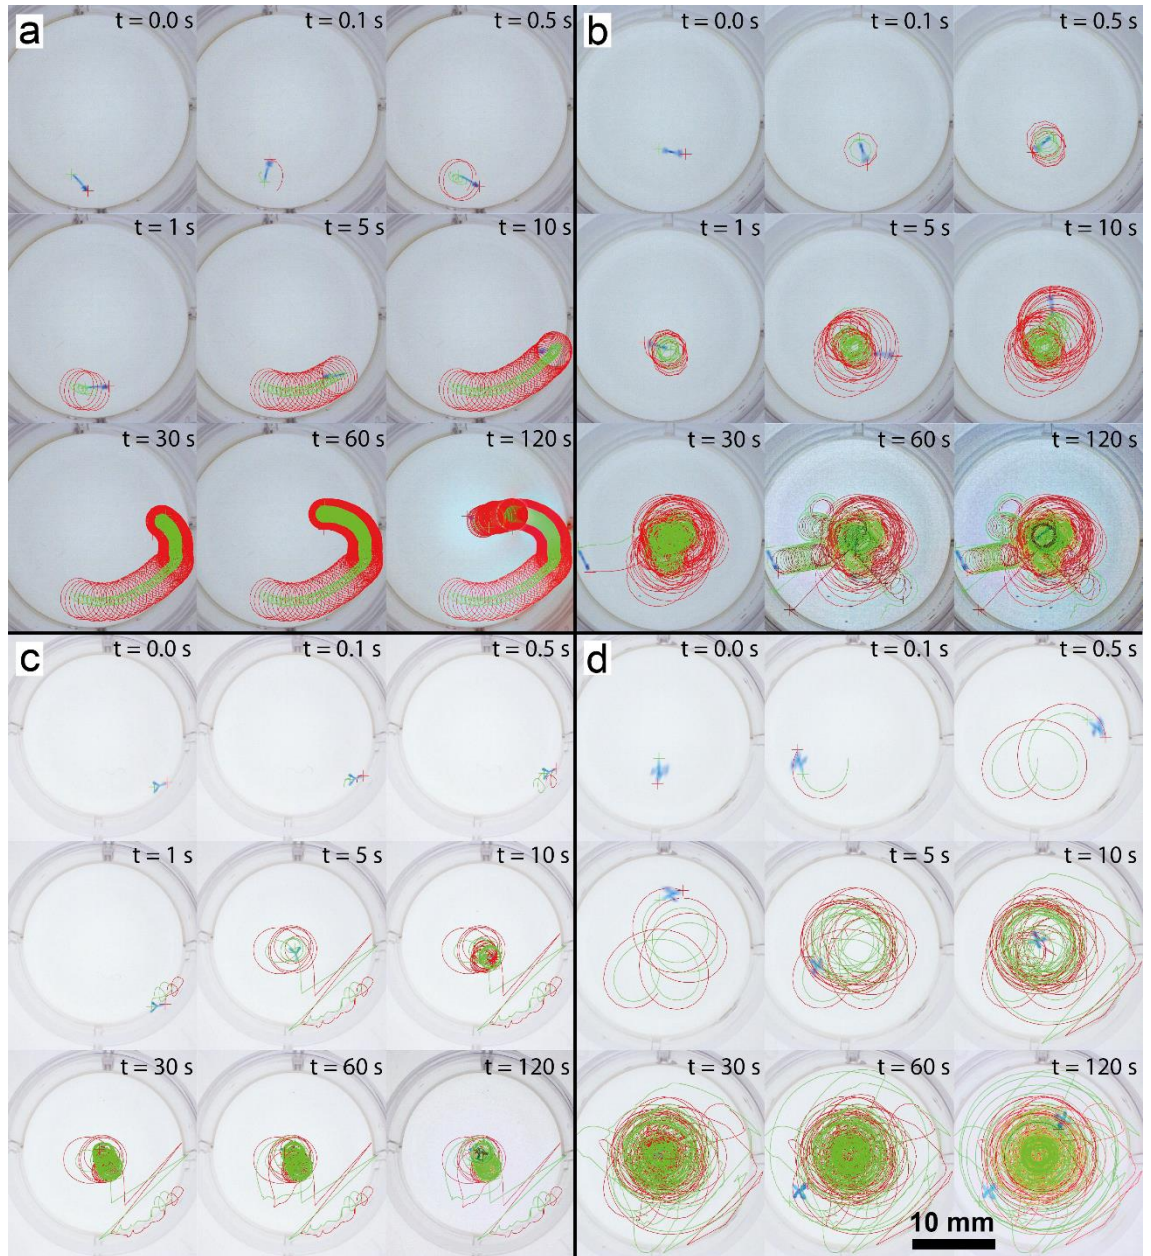 a
t = 0.0 s
t = 0.1 s
t = 0.5 s
t = 1 s
t = 5 s
t = 10 s
t = 30 s
t = 60 s
t = 120 s
b
t = 0.0 s
t = 0.1 s
t = 0.5 s
t = 1 s
t = 5 s
t = 10 s
t = 30 s
t = 60 s
t = 120 s
c
t = 0.0 s
t = 0.1 s
t = 0.5 s
t = 1 s
t = 5 s
t = 10 s
t = 30 s
t = 60 s
t = 120 s
d
t = 0.0 s
t = 0.1 s
t = 0.5 s
t = 1 s
t = 5 s
t = 10 s
t = 30 s
t = 60 s
t = 120 s
10 mm